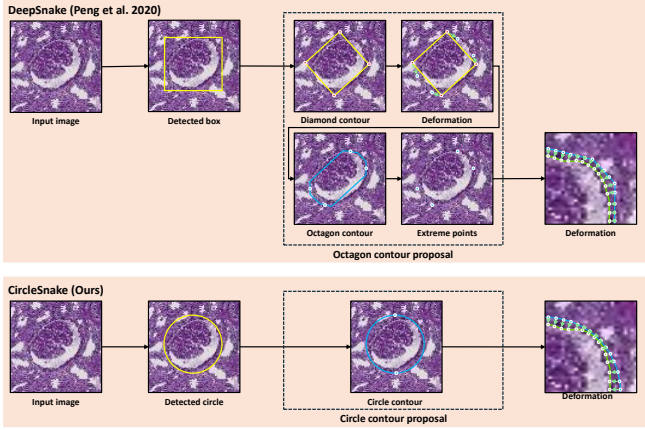 DeepSnake (Peng et al. 2020)
Input image
Detected box
Diamond contour
Deformation
Octagon contour
Extreme points
Deformation
Octagon contour proposal
CircleSnake (Ours)
Input image
Detected circle
Circle contour
Deformation
Circle contour proposal